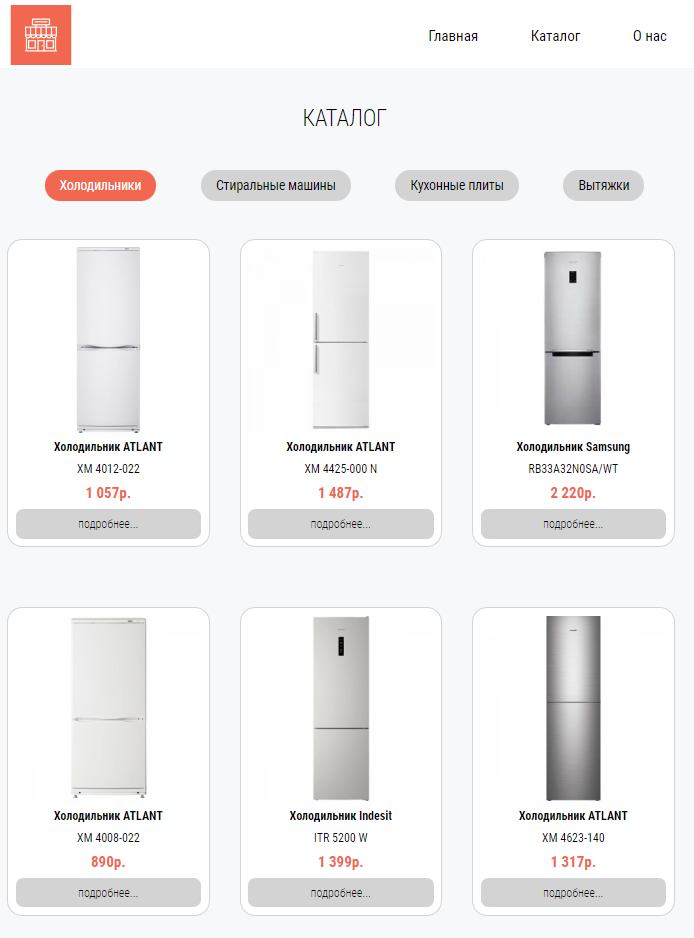 Главная Каталог О нас
КАТАЛОГ
Холодильники Стиральные машины Кухонные плиты Вытяжки
Холодильник ATLANT
ХМ 4012-022
1 057р.
подробнее...
Холодильник ATLANT
ХМ 4425-000 N
1 487р.
подробнее...
Холодильник Samsung
RB33A32N0SA/WT
2 220р.
подробнее...
Холодильник ATLANT
ХМ 4008-022
890р.
подробнее...
Холодильник Indesit
ITR 5200 W
1 399р.
подробнее...
Холодильник ATLANT
ХМ 4623-140
1 317р.
подробнее...